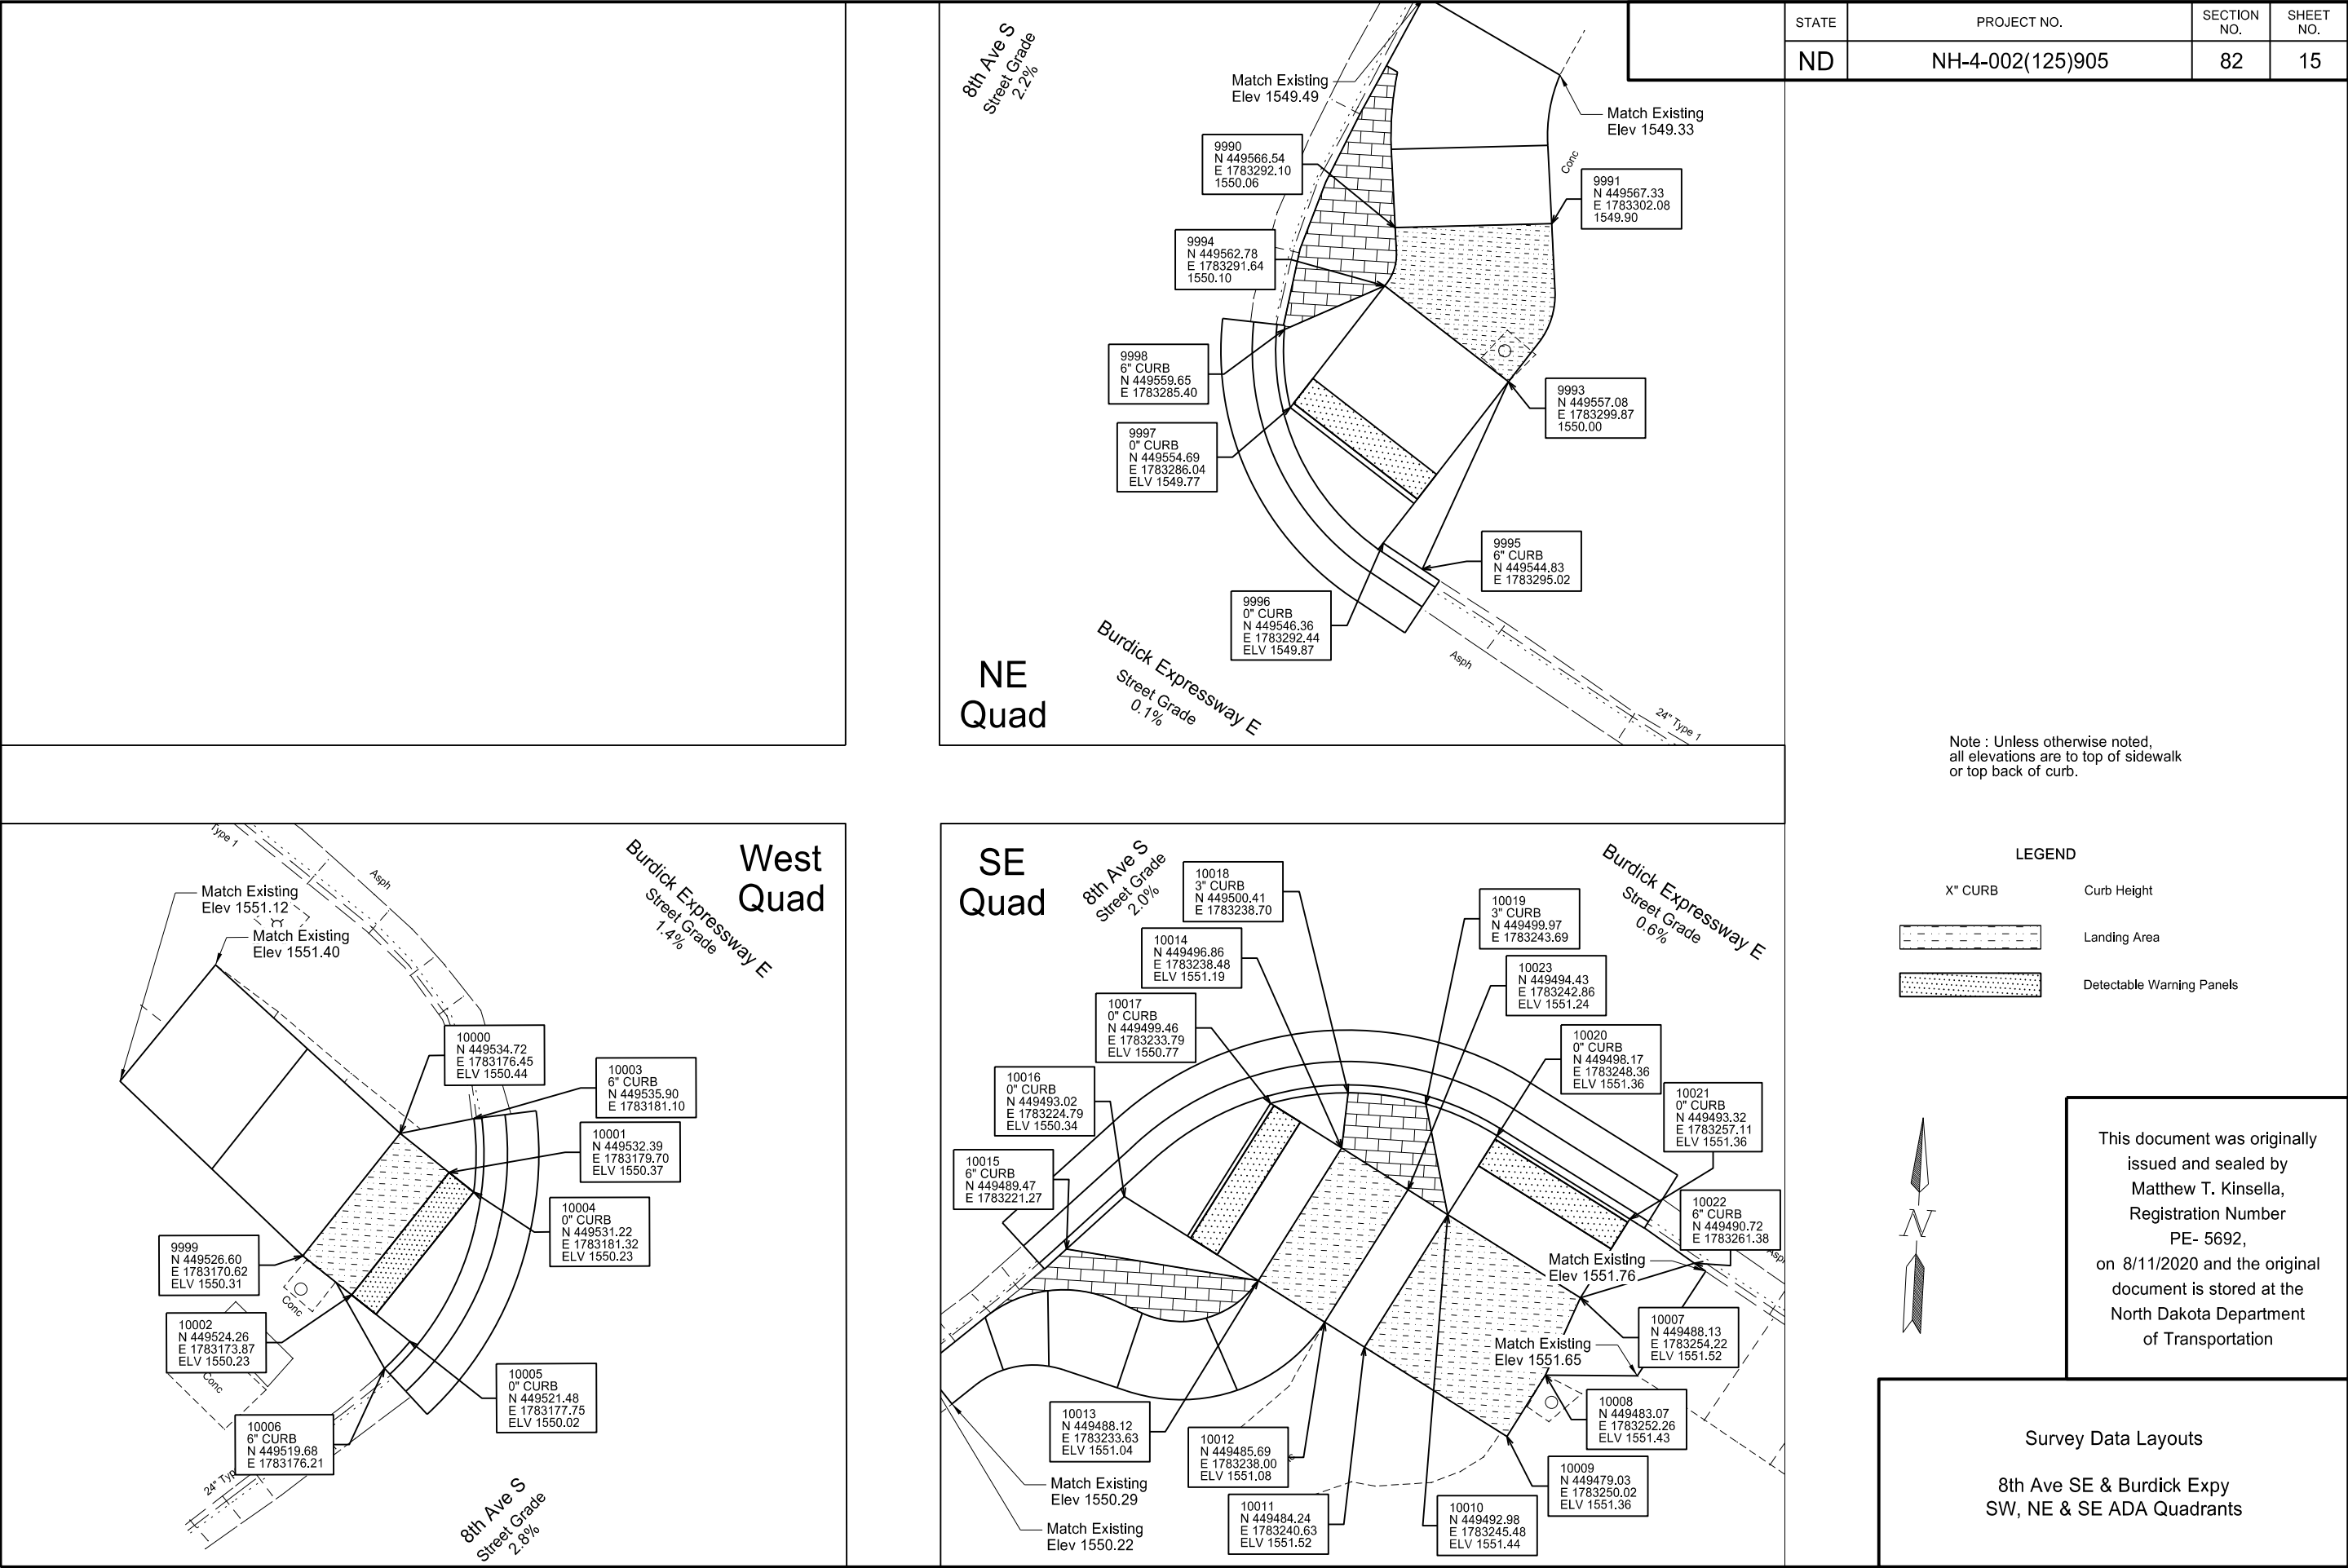 STATE
PROJECT NO.
SECTION
NO.
SHEET
NO.
ND
NH-4-002(125)905
82
15
8th Ave S
Street Grade
2.2%
Match Existing
Elev 1549.49
Match Existing
Elev 1549.33
Conc
9990
N 449566.54
E 1783292.10
1550.06
9991
N 449567.33
E 1783302.08
1549.90
9994
N 449562.78
E 1783291.64
1550.10
9998
6" CURB
N 449559.65
E 1783285.40
9993
N 449557.08
E 1783299.87
1550.00
9997
0" CURB
N 449554.69
E 1783286.04
ELV 1549.77
9995
6" CURB
N 449544.83
E 1783295.02
9996
0" CURB
N 449546.36
E 1783292.44
ELV 1549.87
NE
Quad
Burdick Expressway E
Street Grade
0.1%
Asph
24" Type 1
Note : Unless otherwise noted,
all elevations are to top of sidewalk
or top back of curb.
LEGEND
X" CURB
Curb Height
Landing Area
Detectable Warning Panels
Type 1
Asph
Burdick Expressway E
Street Grade
1.4%
West
Quad
Match Existing
Elev 1551.12
Match Existing
Elev 1551.40
10000
N 449534.72
E 1783176.45
ELV 1550.44
10003
6" CURB
N 449535.90
E 1783181.10
10001
N 449532.39
E 1783179.70
ELV 1550.37
10004
0" CURB
N 449531.22
E 1783181.32
ELV 1550.23
9999
N 449526.60
E 1783170.62
ELV 1550.31
Conc
10002
N 449524.26
E 1783173.87
ELV 1550.23
Conc
10005
0" CURB
N 449521.48
E 1783177.75
ELV 1550.02
10006
6" CURB
N 449519.68
E 1783176.21
24" Typ
8th Ave S
Street Grade
2.8%
SE
Quad
8th Ave S
Street Grade
2.0%
Burdick Expressway E
Street Grade
0.6%
10018
3" CURB
N 449500.41
E 1783238.70
10019
3" CURB
N 449499.97
E 1783243.69
10014
N 449496.86
E 1783238.48
ELV 1551.19
10023
N 449494.43
E 1783242.86
ELV 1551.24
10017
0" CURB
N 449499.46
E 1783233.79
ELV 1550.77
10020
0" CURB
N 449498.17
E 1783248.36
ELV 1551.36
10016
0" CURB
N 449493.02
E 1783224.79
ELV 1550.34
10021
0" CURB
N 449493.32
E 1783257.11
ELV 1551.36
10015
6" CURB
N 449489.47
E 1783221.27
10022
6" CURB
N 449490.72
E 1783261.38
Asph
Match Existing
Elev 1551.76
10007
N 449488.13
E 1783254.22
ELV 1551.52
Match Existing
Elev 1551.65
10008
N 449483.07
E 1783252.26
ELV 1551.43
10013
N 449488.12
E 1783233.63
ELV 1551.04
10012
N 449485.69
E 1783238.00
ELV 1551.08
10009
N 449479.03
E 1783250.02
ELV 1551.36
10011
N 449484.24
E 1783240.63
ELV 1551.52
10010
N 449492.98
E 1783245.48
ELV 1551.44
Match Existing
Elev 1550.29
Match Existing
Elev 1550.22
N
This document was originally
issued and sealed by
Matthew T. Kinsella,
Registration Number
PE- 5692,
on 8/11/2020 and the original
document is stored at the
North Dakota Department
of Transportation
Survey Data Layouts
8th Ave SE & Burdick Expy
SW, NE & SE ADA Quadrants